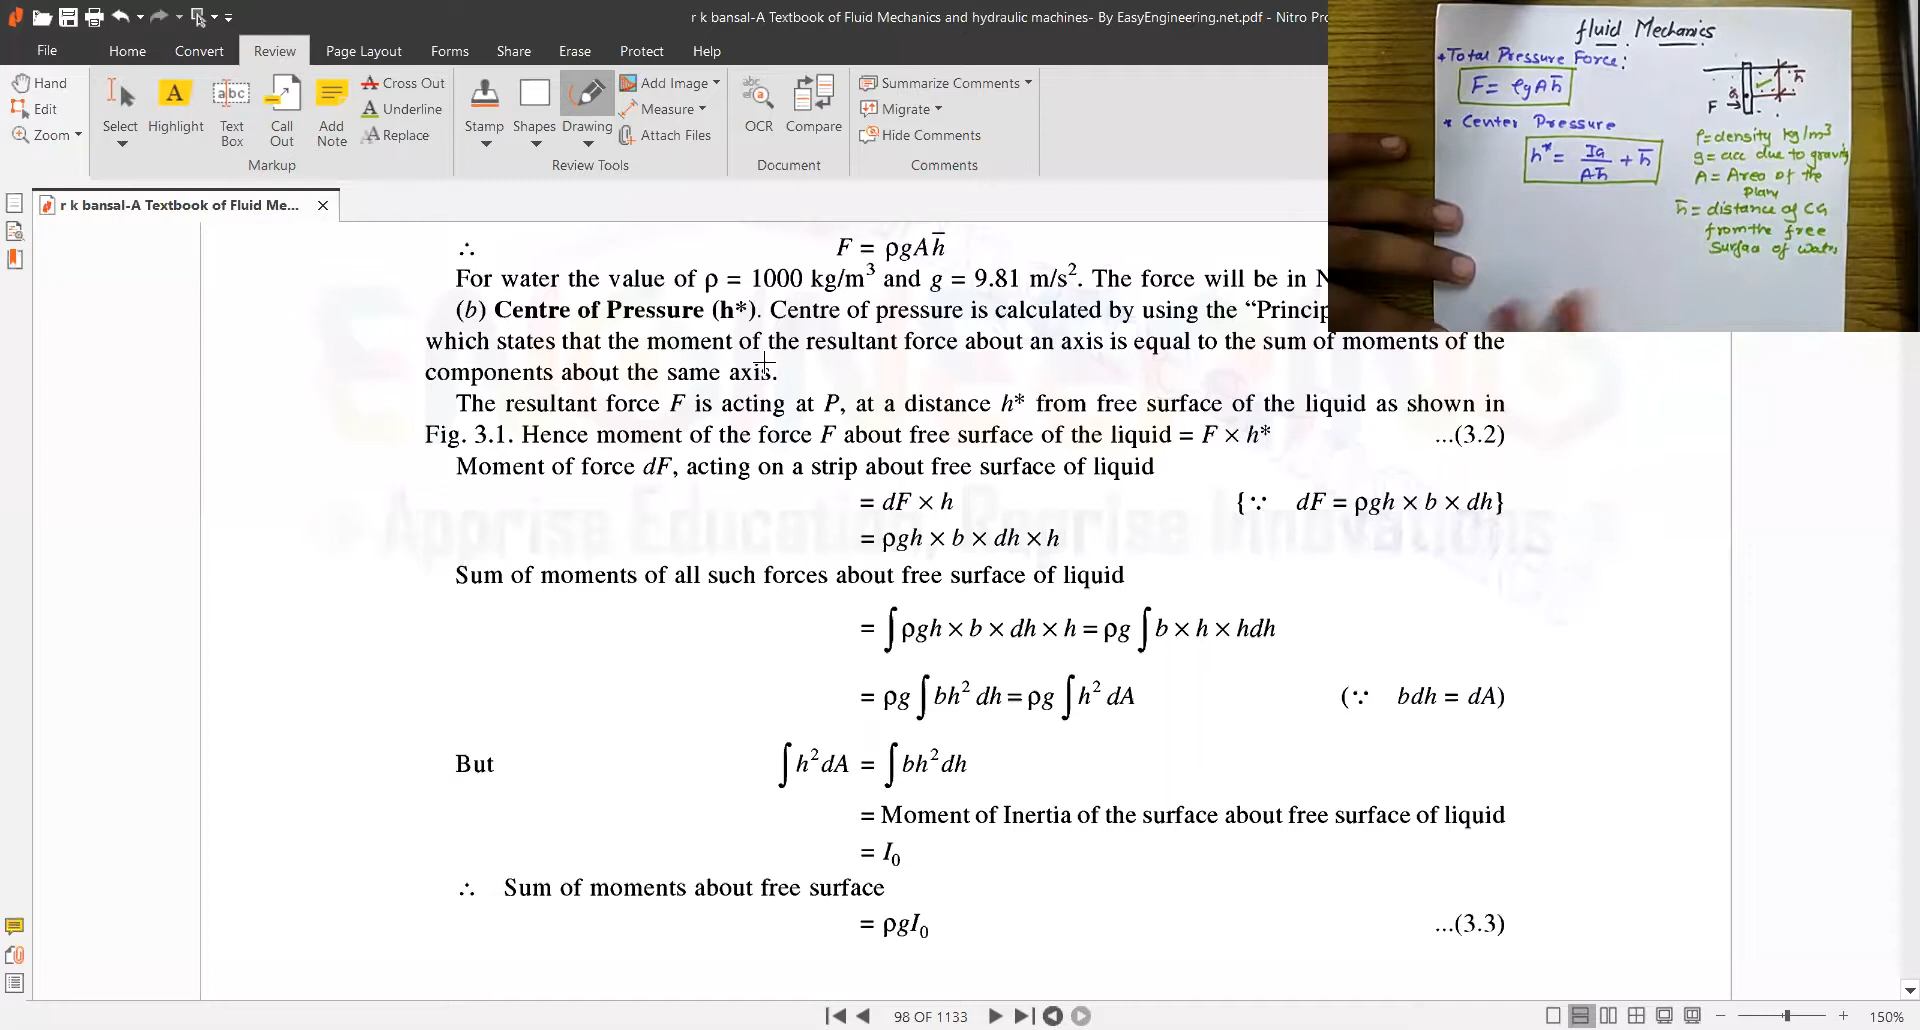 r k bansal-A Textbook of Fluid Mechanics and hydraulic machines- By EasyEngineering.net.pdf - Nitro Pro
File Home Convert Review Page Layout Forms Share Erase Protect Help
Hand
Edit
Zoom
Select
Highlight
Text Box
Call Out
Add Note
Cross Out
Underline
Replace
Markup
Stamp
Shapes
Drawing
Add Image
Measure
Attach Files
Review Tools
OCR
Compare
Document
Summarize Comments
Migrate
Hide Comments
Comments
r k bansal-A Textbook of Fluid Me...
fluid Mechanics
* Total Pressure Force:
F = ρgAh̅
* Center Pressure
h* = IG/Ah̅ + h̅
h̅
F →
ρ = density kg/m³
g = acc due to gravity
A = Area of the
plan
h̅ = distance of CG
from the free
Surfac of water
∴ F = ρgAh̅
For water the value of ρ = 1000 kg/m³ and g = 9.81 m/s². The force will be in N
(b) Centre of Pressure (h*). Centre of pressure is calculated by using the “Princip
which states that the moment of the resultant force about an axis is equal to the sum of moments of the
components about the same axis.
The resultant force F is acting at P, at a distance h* from free surface of the liquid as shown in
Fig. 3.1. Hence moment of the force F about free surface of the liquid = F × h* ...(3.2)
Moment of force dF, acting on a strip about free surface of liquid
= dF × h {∵ dF = ρgh × b × dh}
= ρgh × b × dh × h
Sum of moments of all such forces about free surface of liquid
= ∫ρgh × b × dh × h = ρg ∫b × h × hdh
= ρg ∫bh² dh = ρg ∫h² dA (∵ bdh = dA)
But ∫h²dA = ∫bh²dh
= Moment of Inertia of the surface about free surface of liquid
= I₀
∴ Sum of moments about free surface
= ρgI₀ ...(3.3)
Apprise Education, Reprise Innovations
98 OF 1133
150%